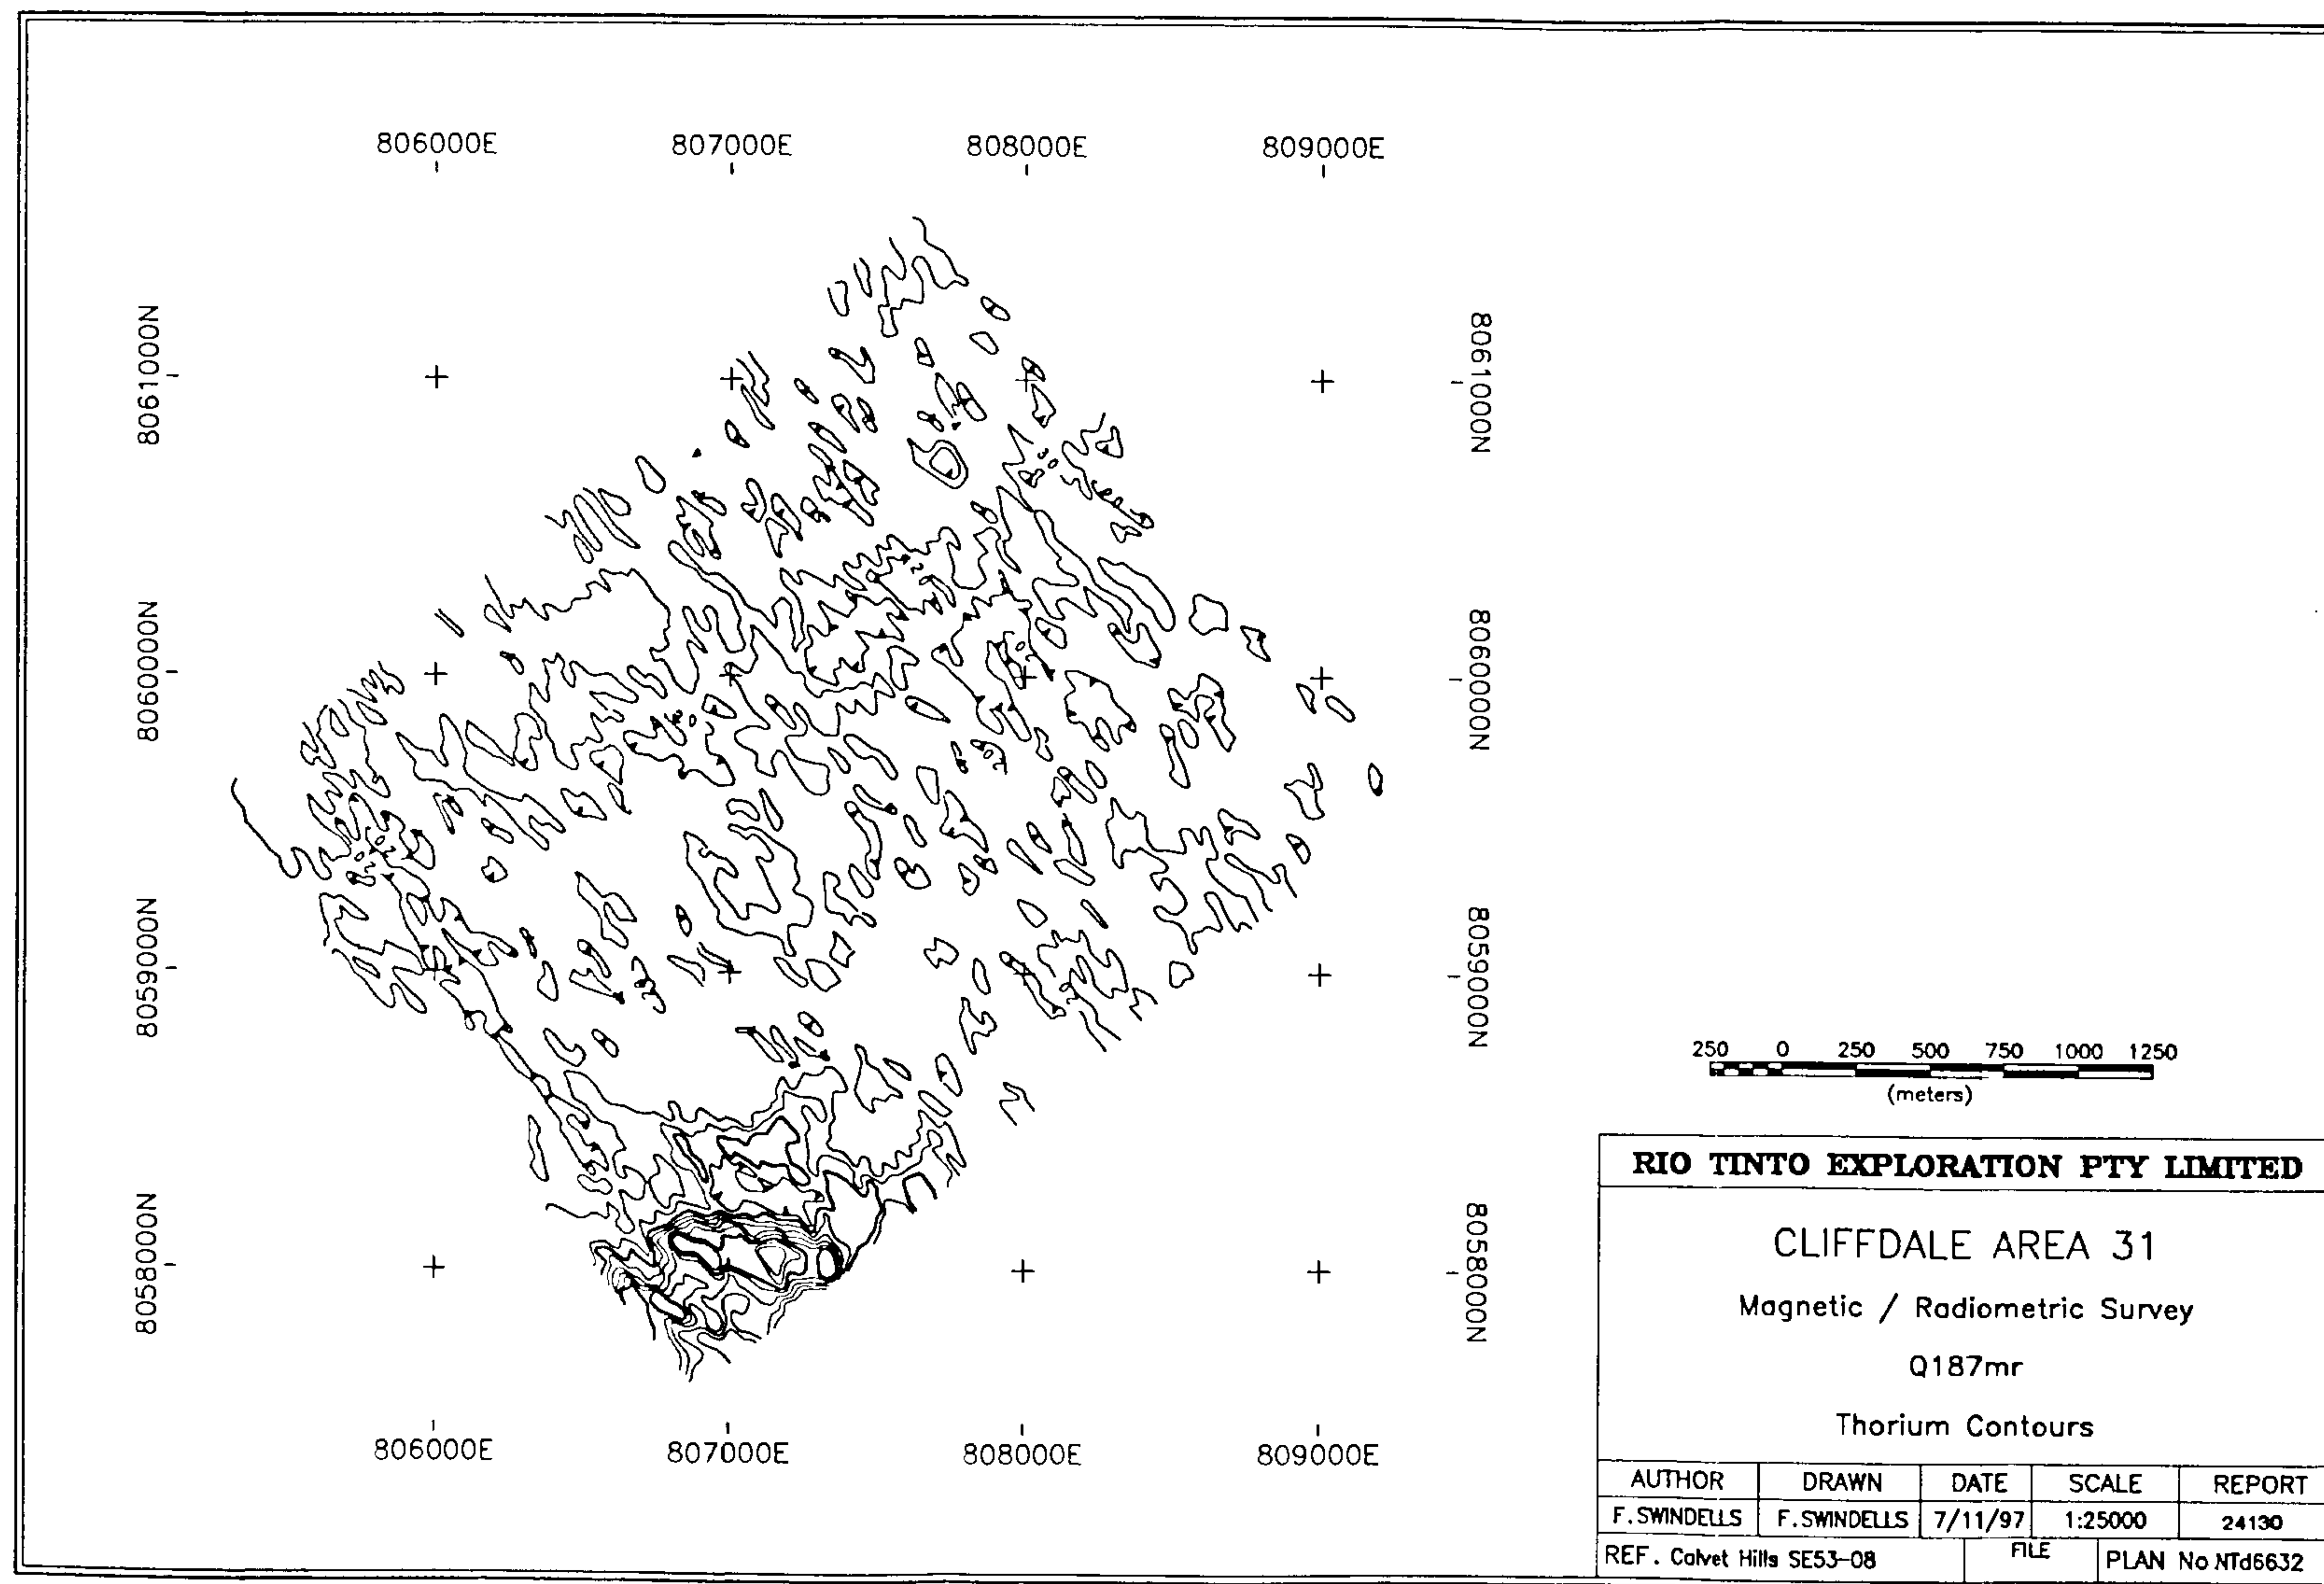 806000E 807000E 808000E 809000E
8061000N 8061000N
8060000N 8060000N
8059000N 8059000N
8058000N 8058000N
806000E 807000E 808000E 809000E
250 0 250 500 750 1000 1250
(meters)
RIO TINTO EXPLORATION PTY LIMITED
CLIFFDALE AREA 31
Magnetic / Radiometric Survey
Q187mr
Thorium Contours
AUTHOR DRAWN DATE SCALE REPORT
F.SWINDELLS F.SWINDELLS 7/11/97 1:25000 24130
REF. Calvet Hills SE53-08 FILE PLAN No NTd6632